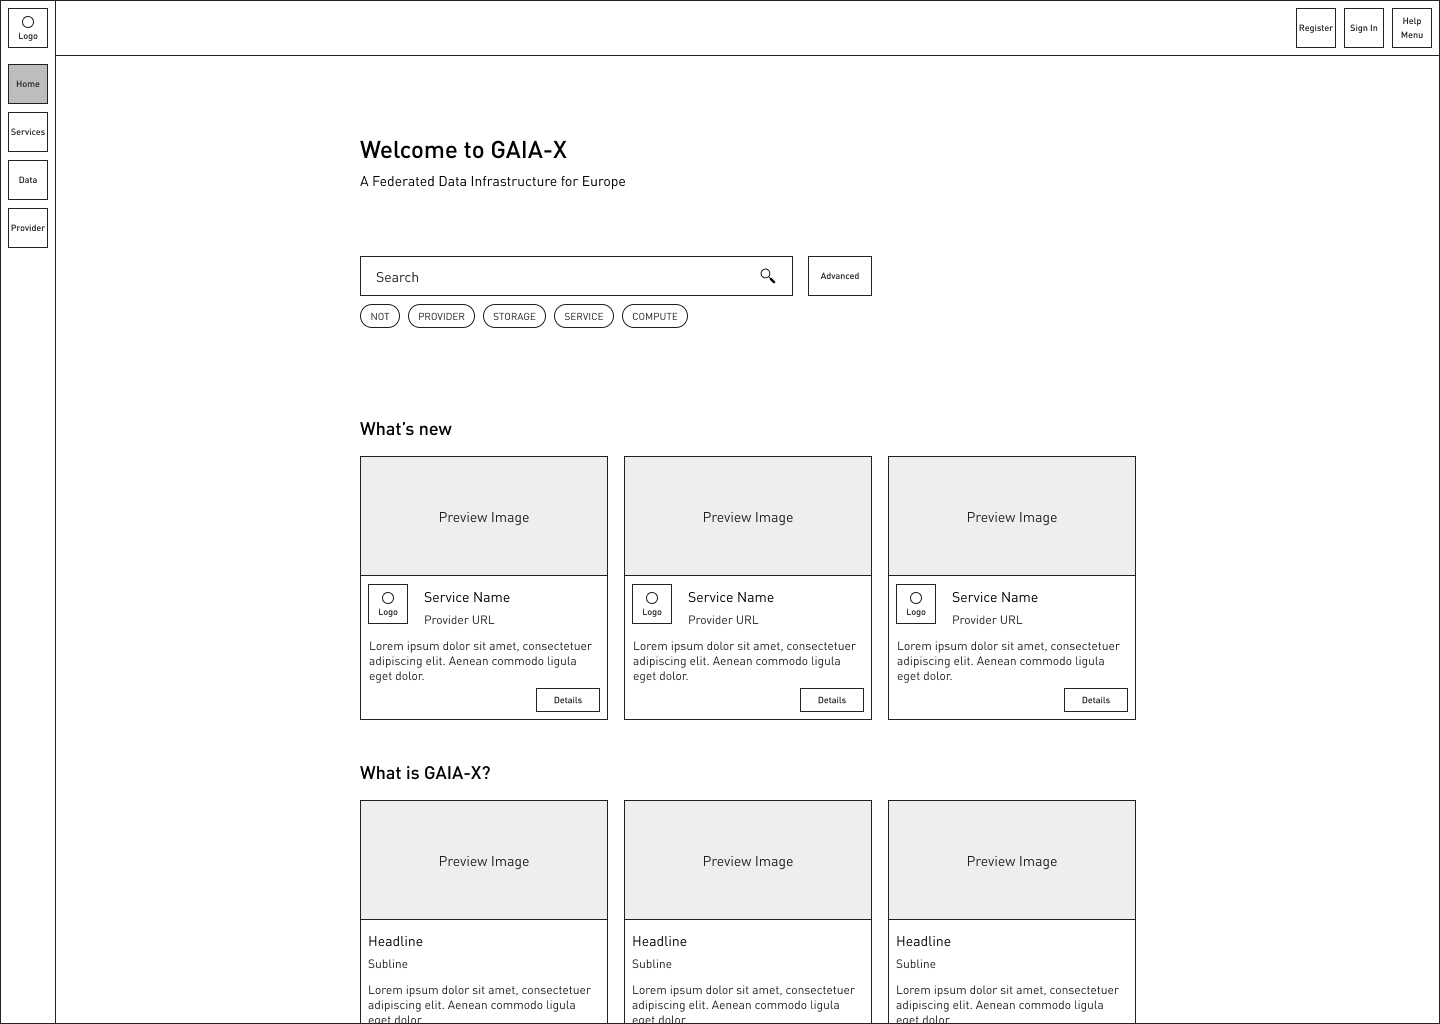 Logo
Register
Sign In
Help
Menu
Home
Services
Data
Provider
Welcome to GAIA-X
A Federated Data Infrastructure for Europe
Search
Advanced
NOT
PROVIDER
STORAGE
SERVICE
COMPUTE
What’s new
Preview Image
Logo
Service Name
Provider URL
Lorem ipsum dolor sit amet, consectetuer
adipiscing elit. Aenean commodo ligula
eget dolor.
Details
Preview Image
Logo
Service Name
Provider URL
Lorem ipsum dolor sit amet, consectetuer
adipiscing elit. Aenean commodo ligula
eget dolor.
Details
Preview Image
Logo
Service Name
Provider URL
Lorem ipsum dolor sit amet, consectetuer
adipiscing elit. Aenean commodo ligula
eget dolor.
Details
What is GAIA-X?
Preview Image
Headline
Subline
Lorem ipsum dolor sit amet, consectetuer
adipiscing elit. Aenean commodo ligula
eget dolor.
Preview Image
Headline
Subline
Lorem ipsum dolor sit amet, consectetuer
adipiscing elit. Aenean commodo ligula
eget dolor.
Preview Image
Headline
Subline
Lorem ipsum dolor sit amet, consectetuer
adipiscing elit. Aenean commodo ligula
eget dolor.